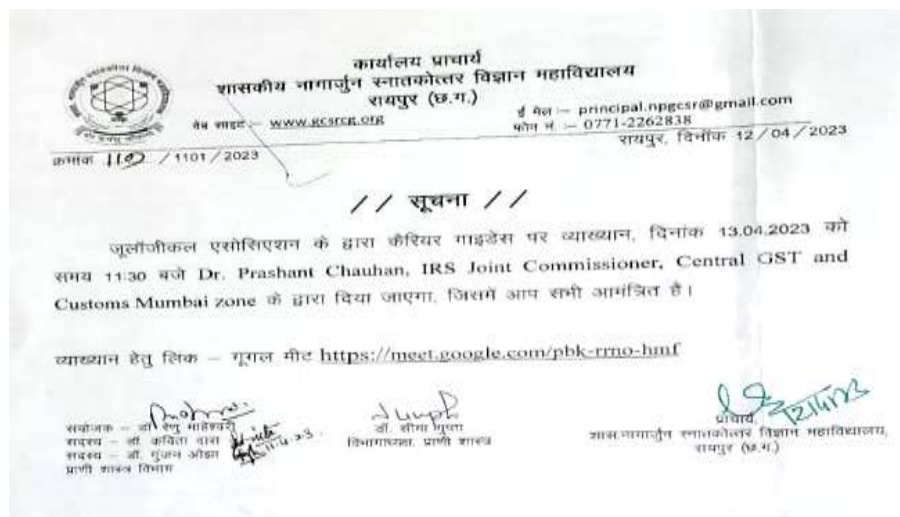 कार्यालय प्राचार्य
शासकीय नागार्जुन स्नातकोत्तर विज्ञान महाविद्यालय
रायपुर (छ.ग.)
वेब साइट :– www.gcsrcg.org
ई मेल :– principal.npgcsr@gmail.com
फोन नं. :– 0771-2262838
क्रमांक /1101/2023
रायपुर, दिनाँक 12/04/2023
// सूचना //
जूलॉजीकल एसोसिएशन के द्वारा कैरियर गाइडेंस पर व्याख्यान, दिनांक 13.04.2023 को
समय 11:30 बजे Dr. Prashant Chauhan, IRS Joint Commissioner, Central GST and
Customs Mumbai zone के द्वारा दिया जाएगा, जिसमें आप सभी आमंत्रित है।
व्याख्यान हेतु लिंक – गूगल मीट https://meet.google.com/pbk-rrno-hmf
संयोजक – डॉ रेणु माहेश्वरी
सदस्य – डॉ. कविता दास
सदस्य – डॉ. गुंजन ओझा
प्राणी शास्त्र विभाग
डॉ. सीमा गुप्ता
विभागाध्यक्ष, प्राणी शास्त्र
12/4/23
प्राचार्य,
शास.नागार्जुन स्नातकोत्तर विज्ञान महाविद्यालय,
रायपुर (छ.ग.)